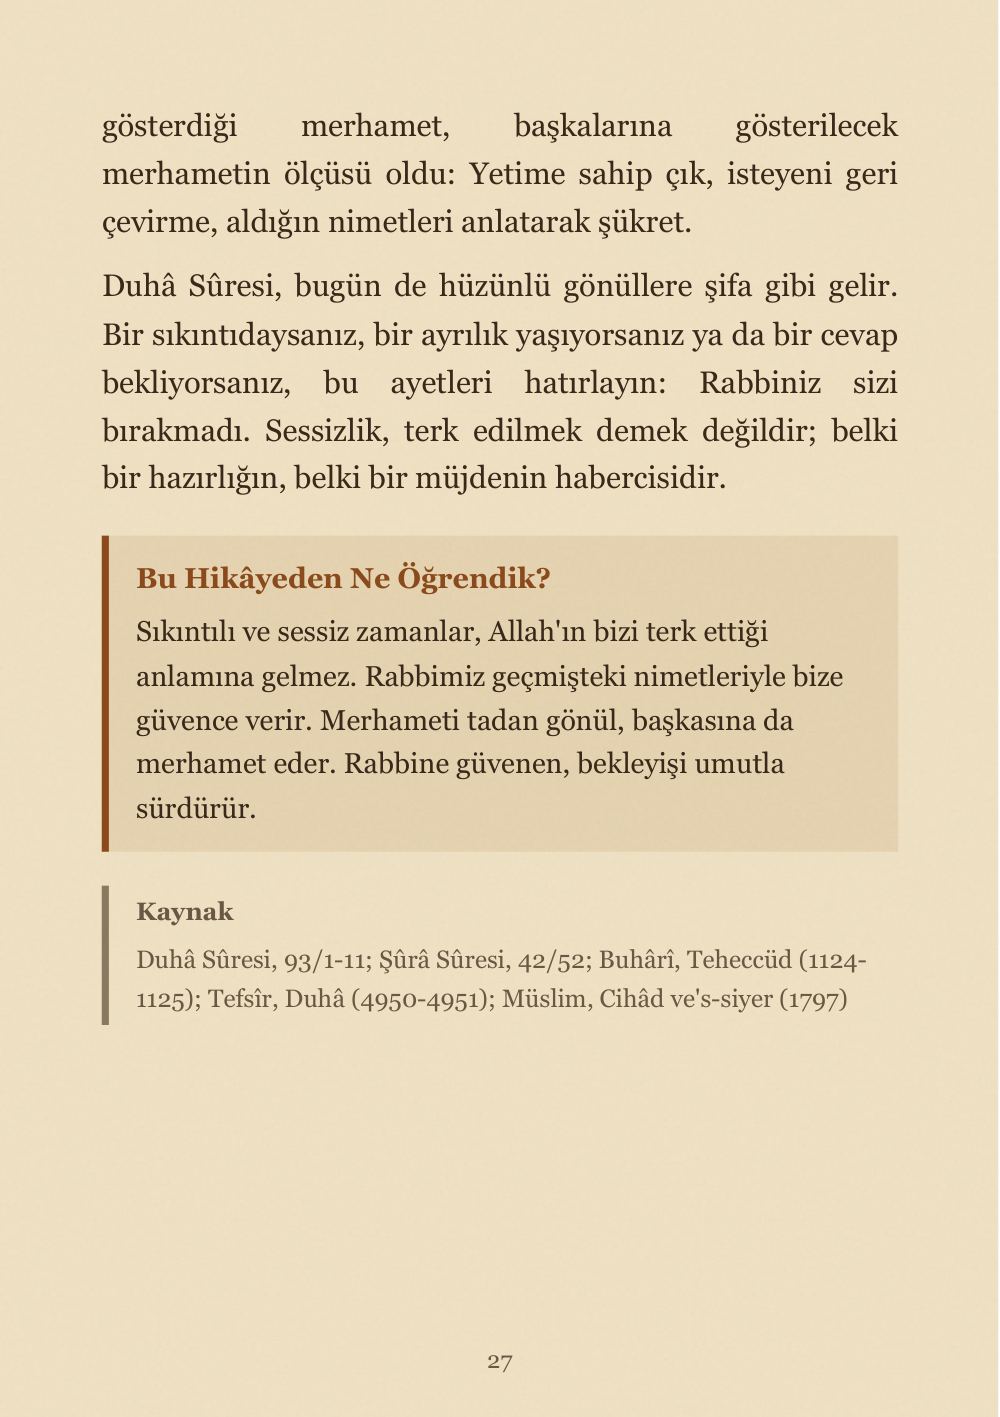 gösterdiği merhamet, başkalarına gösterilecek
merhametin ölçüsü oldu: Yetime sahip çık, isteyeni geri
çevirme, aldığın nimetleri anlatarak şükret.
Duhâ Sûresi, bugün de hüzünlü gönüllere şifa gibi gelir.
Bir sıkıntıdaysanız, bir ayrılık yaşıyorsanız ya da bir cevap
bekliyorsanız, bu ayetleri hatırlayın: Rabbiniz sizi
bırakmadı. Sessizlik, terk edilmek demek değildir; belki
bir hazırlığın, belki bir müjdenin habercisidir.
Bu Hikâyeden Ne Öğrendik?
Sıkıntılı ve sessiz zamanlar, Allah'ın bizi terk ettiği
anlamına gelmez. Rabbimiz geçmişteki nimetleriyle bize
güvence verir. Merhameti tadan gönül, başkasına da
merhamet eder. Rabbine güvenen, bekleyişi umutla
sürdürür.
Kaynak
Duhâ Sûresi, 93/1-11; Şûrâ Sûresi, 42/52; Buhârî, Teheccüd (1124-
1125); Tefsîr, Duhâ (4950-4951); Müslim, Cihâd ve's-siyer (1797)
27